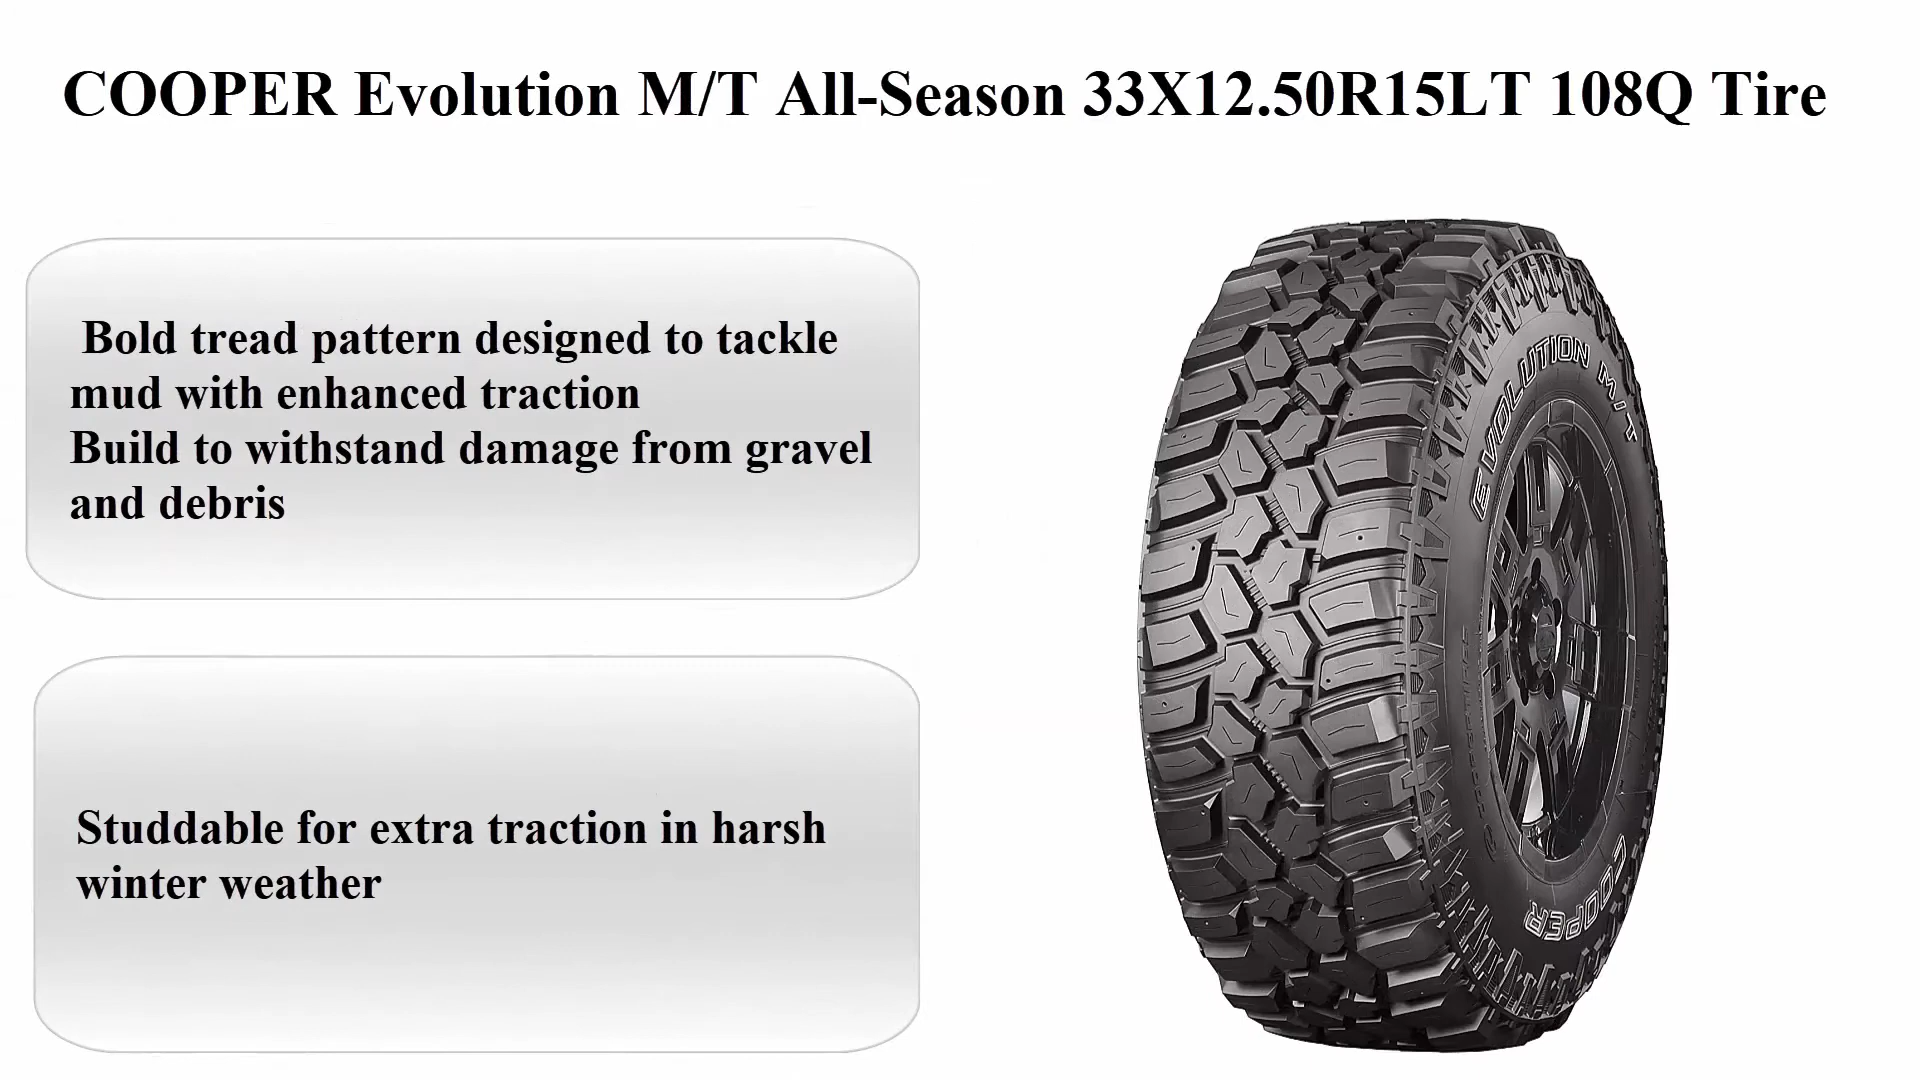 COOPER Evolution M/T All-Season 33X12.50R15LT 108Q Tire
Bold tread pattern designed to tackle
mud with enhanced traction
Build to withstand damage from gravel
and debris
Studdable for extra traction in harsh
winter weather
EVOLUTION M/T
COOPER